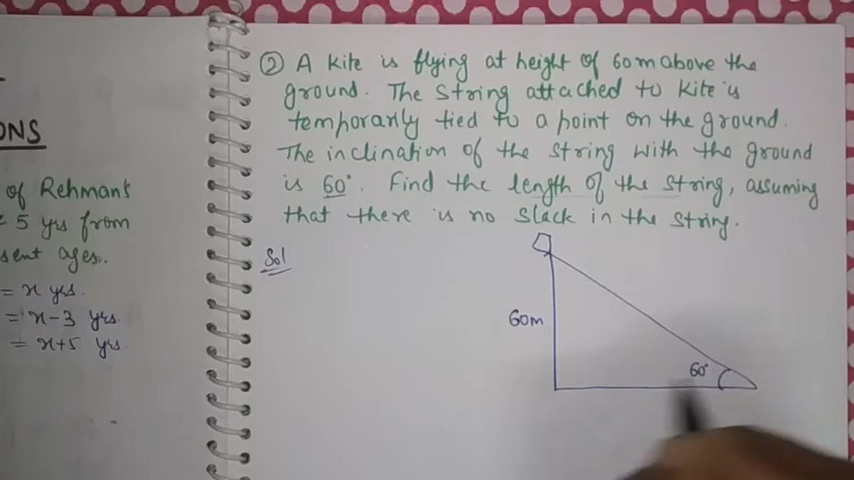 ONS
of Rehman's
= 5 yrs from
sent ages.
= x yrs.
= x-3 yrs.
= x+5 yrs
② A kite is flying at height of 60m above the
ground. The string attached to kite is
temporarily tied to a point on the ground.
The inclination of the string with the ground
is 60°. Find the length of the string, assuming
that there is no slack in the string.
Sol
60m
60°